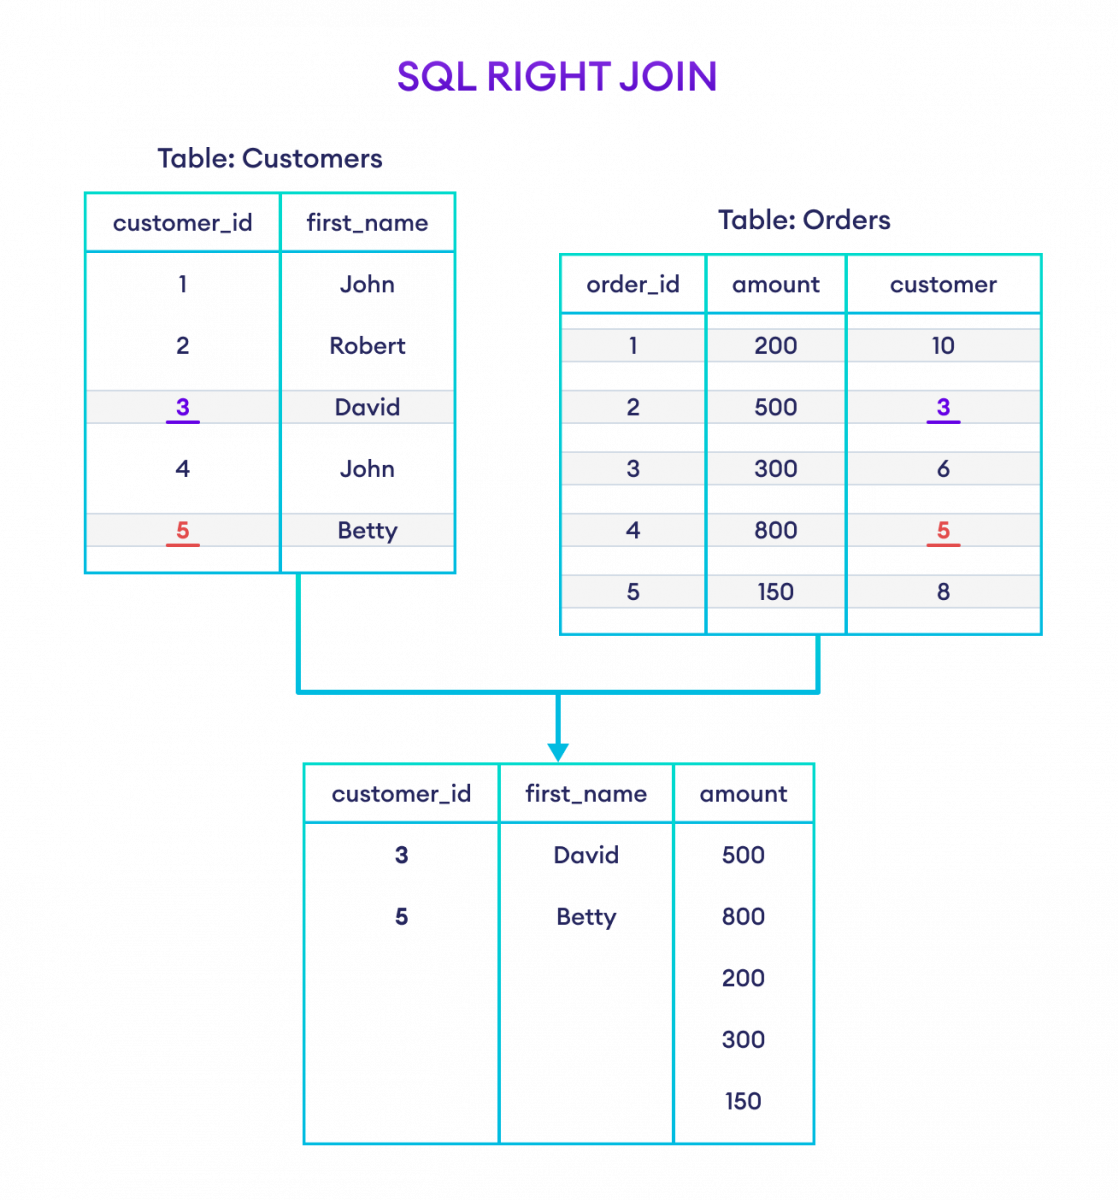 SQL RIGHT JOIN
Table: Customers
customer_id first_name
1 John
2 Robert
3 David
4 John
5 Betty
Table: Orders
order_id amount customer
1 200 10
2 500 3
3 300 6
4 800 5
5 150 8
customer_id first_name amount
3 David 500
5 Betty 800
200
300
150